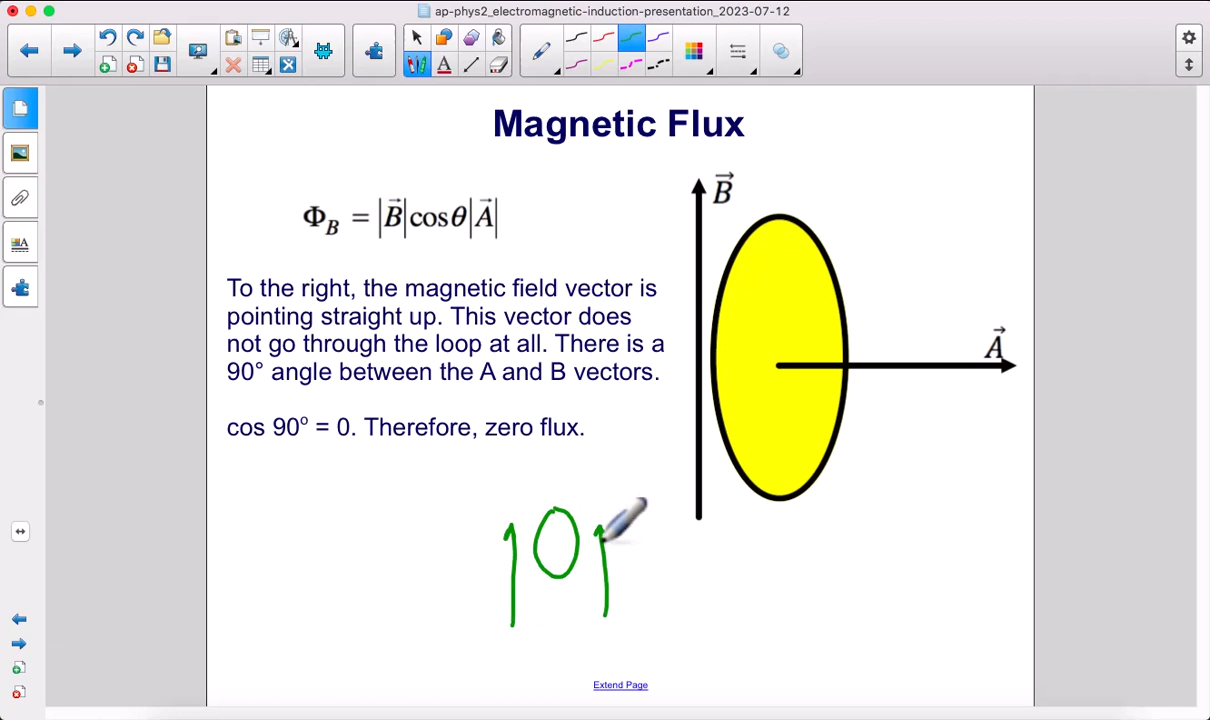 ap-phys2_electromagnetic-induction-presentation_2023-07-12
Magnetic Flux
Φ_B = |B⃗|cosθ|A⃗|
B⃗
To the right, the magnetic field vector is
pointing straight up. This vector does
not go through the loop at all. There is a
90° angle between the A and B vectors.
A⃗
cos 90º = 0. Therefore, zero flux.
Extend Page